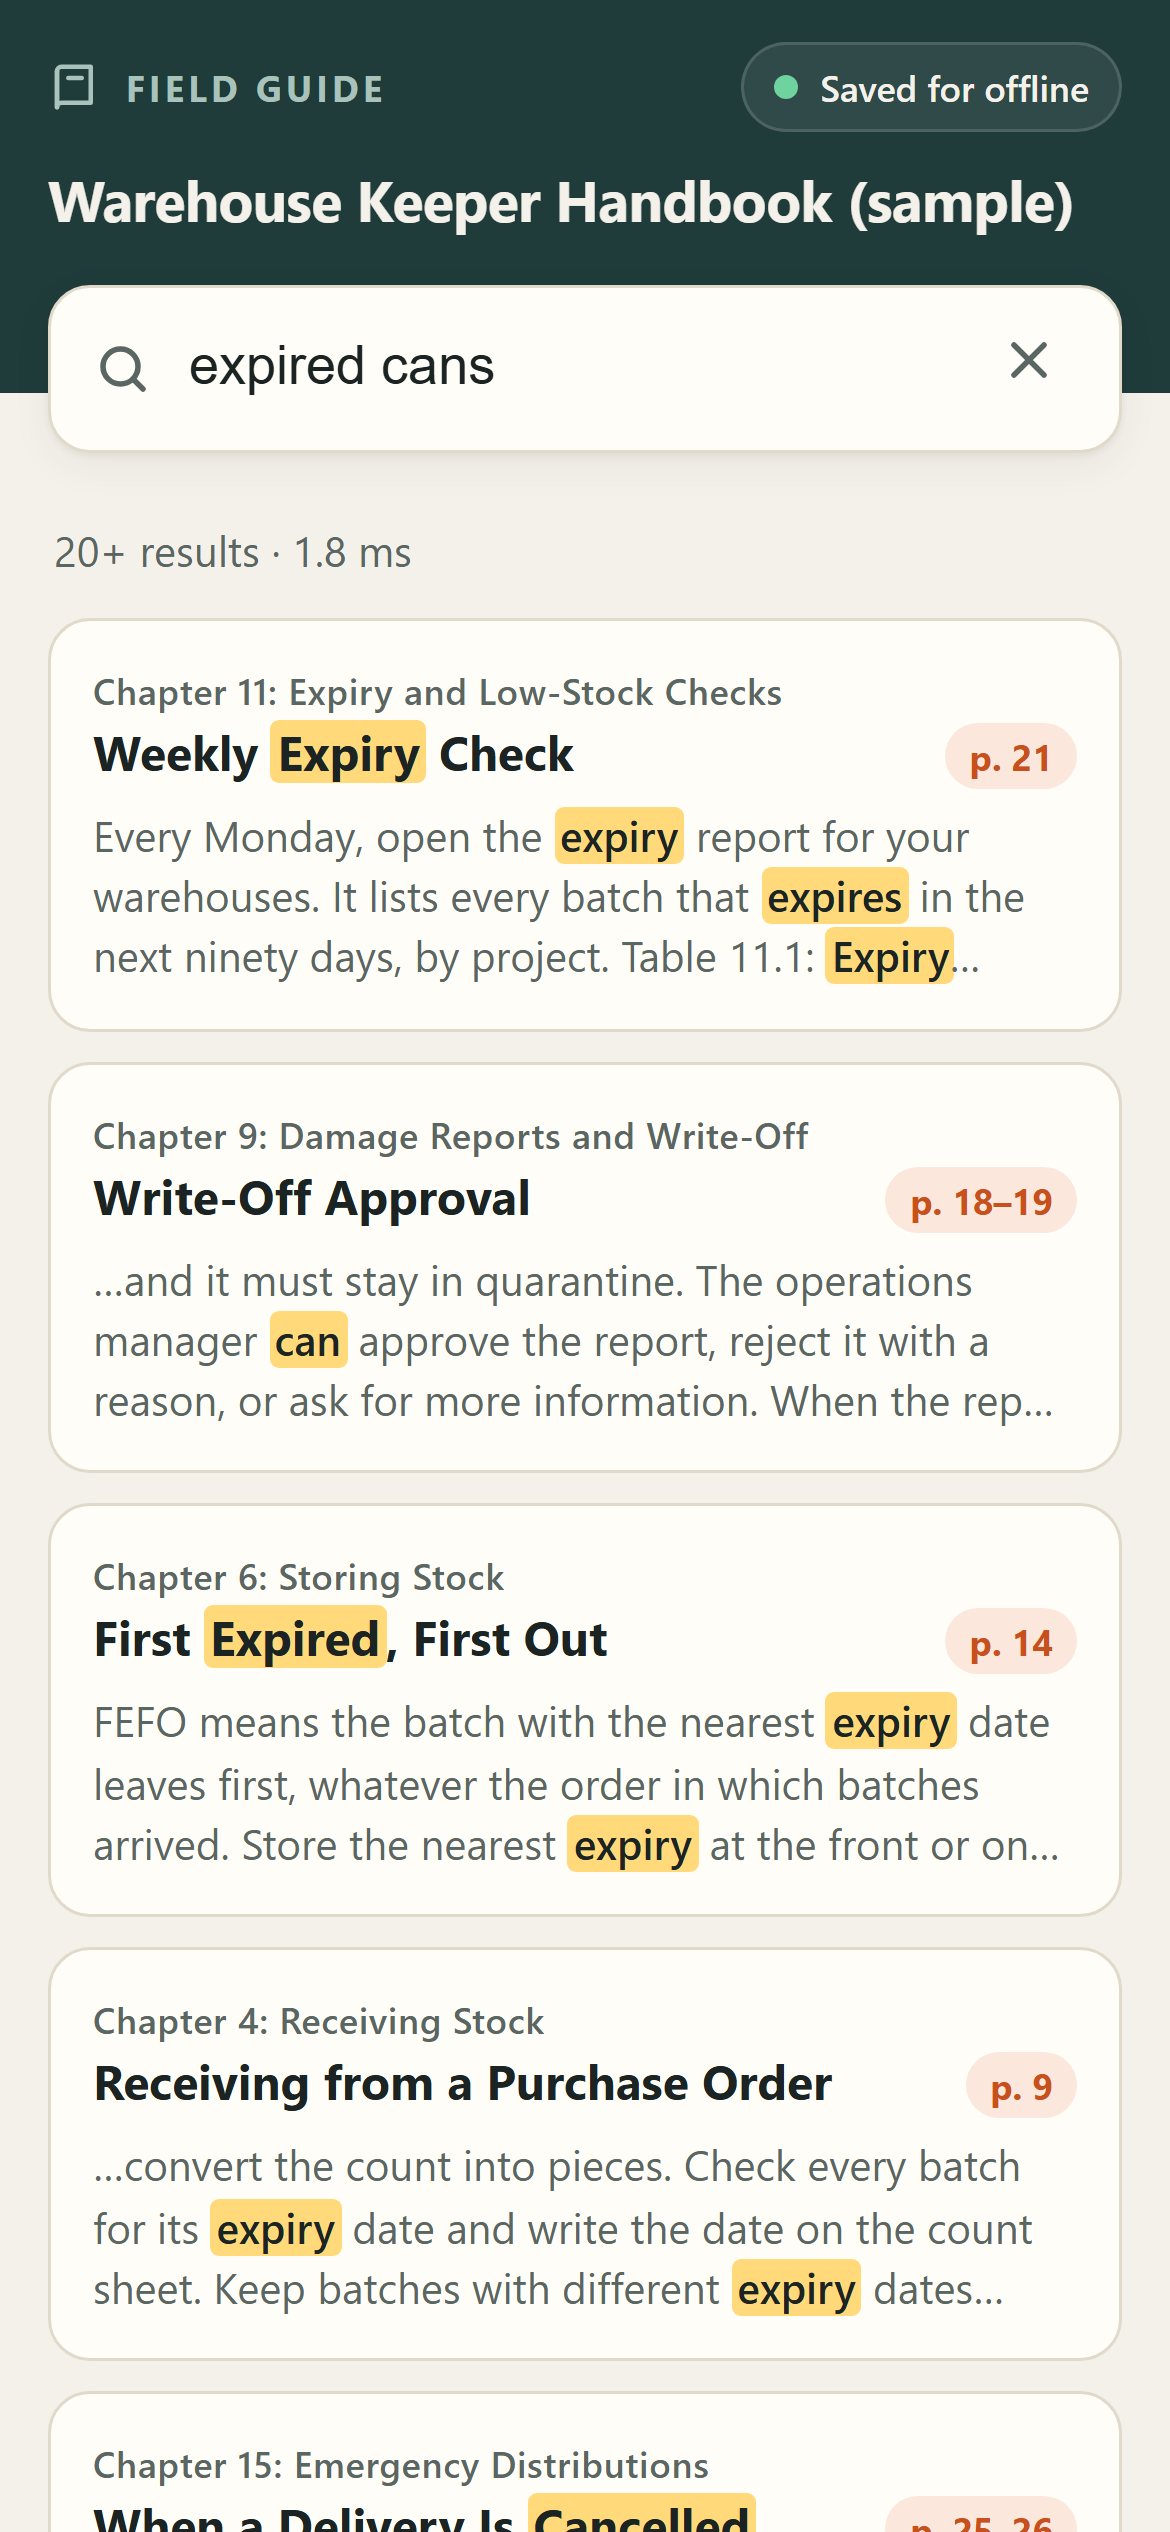 FIELD GUIDE
Saved for offline
Warehouse Keeper Handbook (sample)
expired cans
20+ results · 1.8 ms
Chapter 11: Expiry and Low-Stock Checks
Weekly Expiry Check
p. 21
Every Monday, open the expiry report for your
warehouses. It lists every batch that expires in the
next ninety days, by project. Table 11.1: Expiry...
Chapter 9: Damage Reports and Write-Off
Write-Off Approval
p. 18–19
...and it must stay in quarantine. The operations
manager can approve the report, reject it with a
reason, or ask for more information. When the rep...
Chapter 6: Storing Stock
First Expired, First Out
p. 14
FEFO means the batch with the nearest expiry date
leaves first, whatever the order in which batches
arrived. Store the nearest expiry at the front or on...
Chapter 4: Receiving Stock
Receiving from a Purchase Order
p. 9
...convert the count into pieces. Check every batch
for its expiry date and write the date on the count
sheet. Keep batches with different expiry dates...
Chapter 15: Emergency Distributions
When a Delivery Is Cancelled
p. 25–26